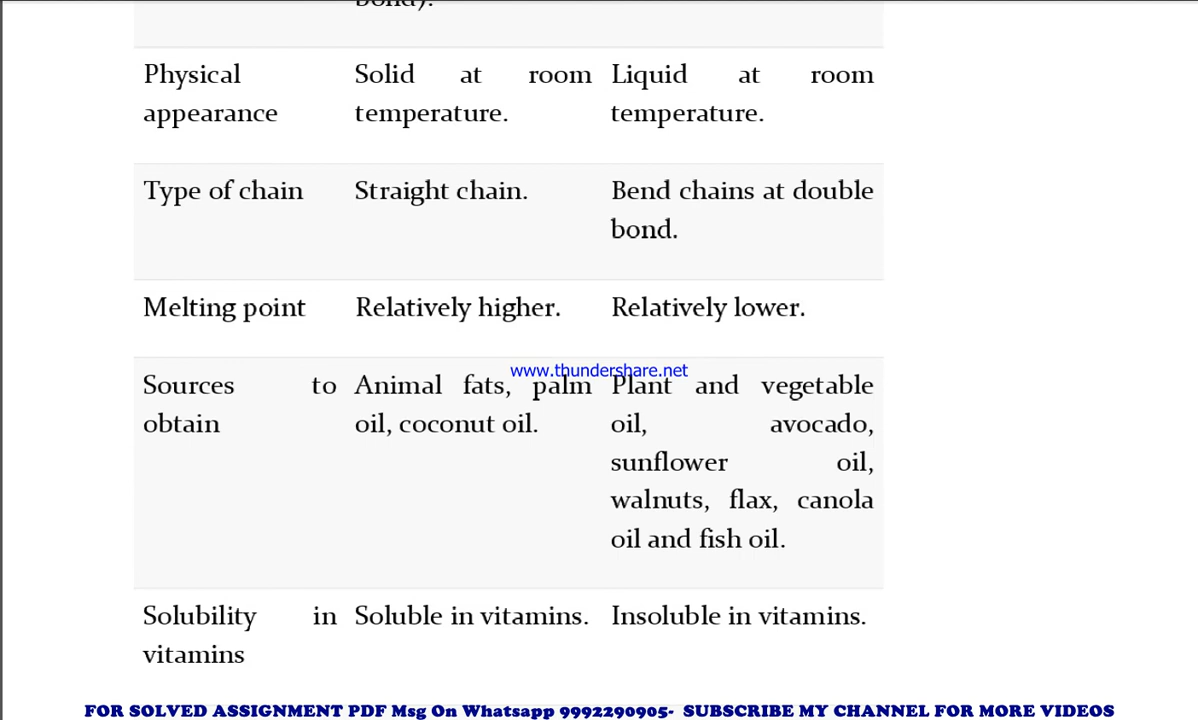 bond).
Physical appearance
Solid at room temperature.
Liquid at room temperature.
Type of chain
Straight chain.
Bend chains at double bond.
Melting point
Relatively higher.
Relatively lower.
www.thundershare.net
Sources to obtain
Animal fats, palm oil, coconut oil.
Plant and vegetable oil, avocado, sunflower oil, walnuts, flax, canola oil and fish oil.
Solubility in vitamins
Soluble in vitamins.
Insoluble in vitamins.
FOR SOLVED ASSIGNMENT PDF Msg On Whatsapp 9992290905- SUBSCRIBE MY CHANNEL FOR MORE VIDEOS